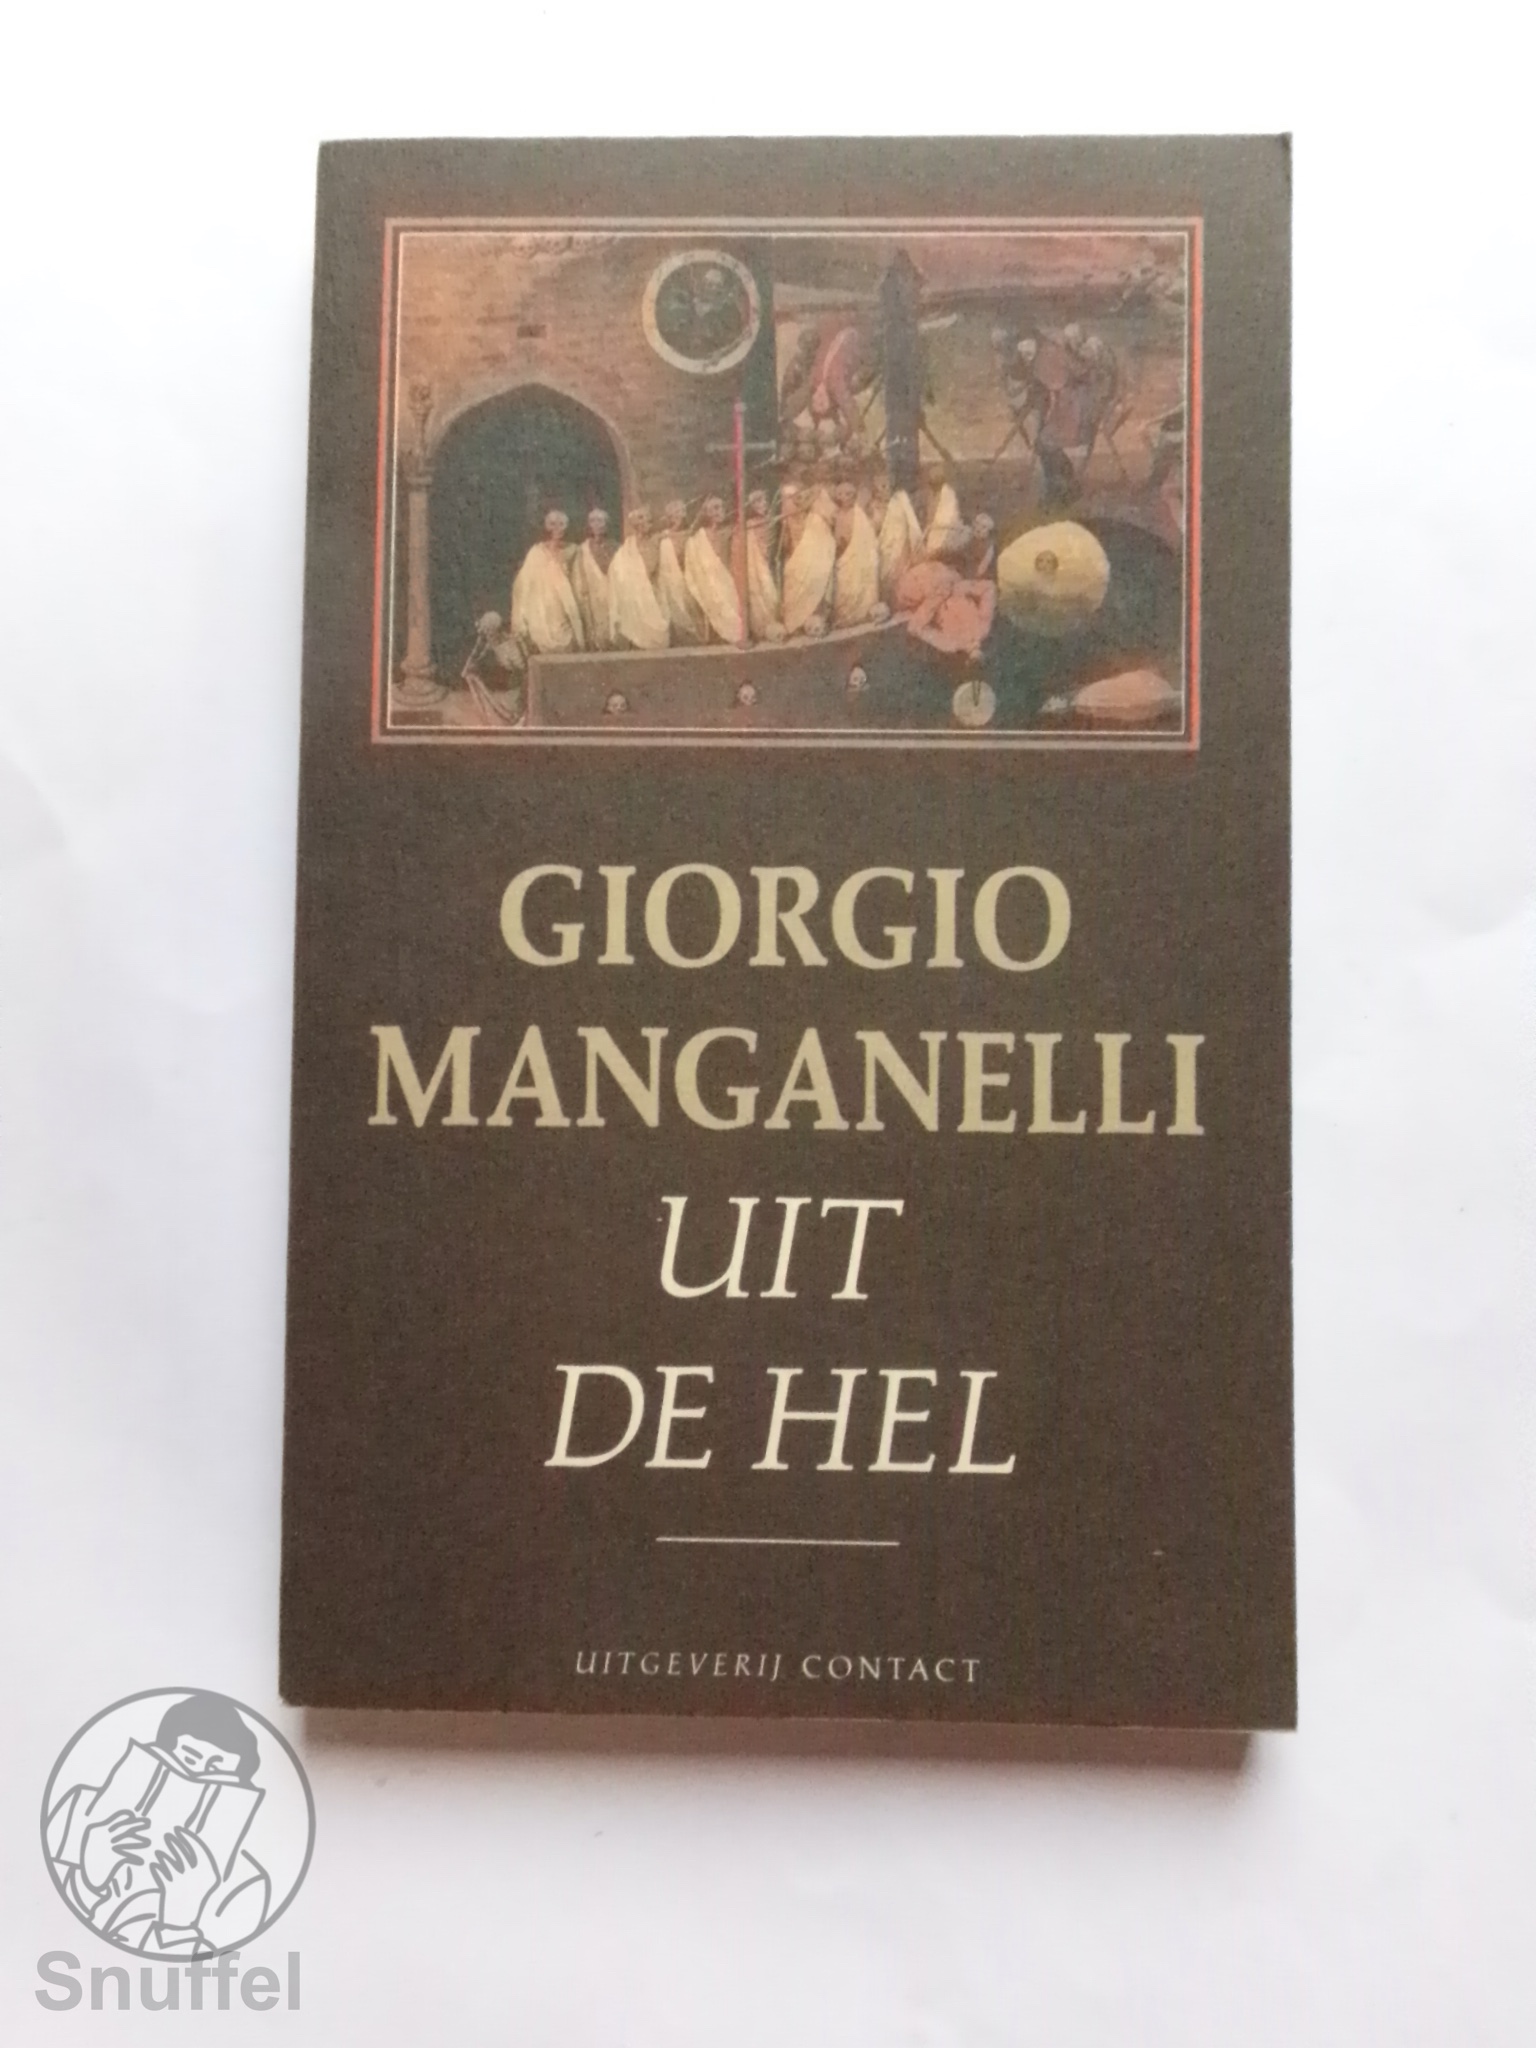 GIORGIO
MANGANELLI
UIT
DE HEL
UITGEVERIJ CONTACT
Snuffel